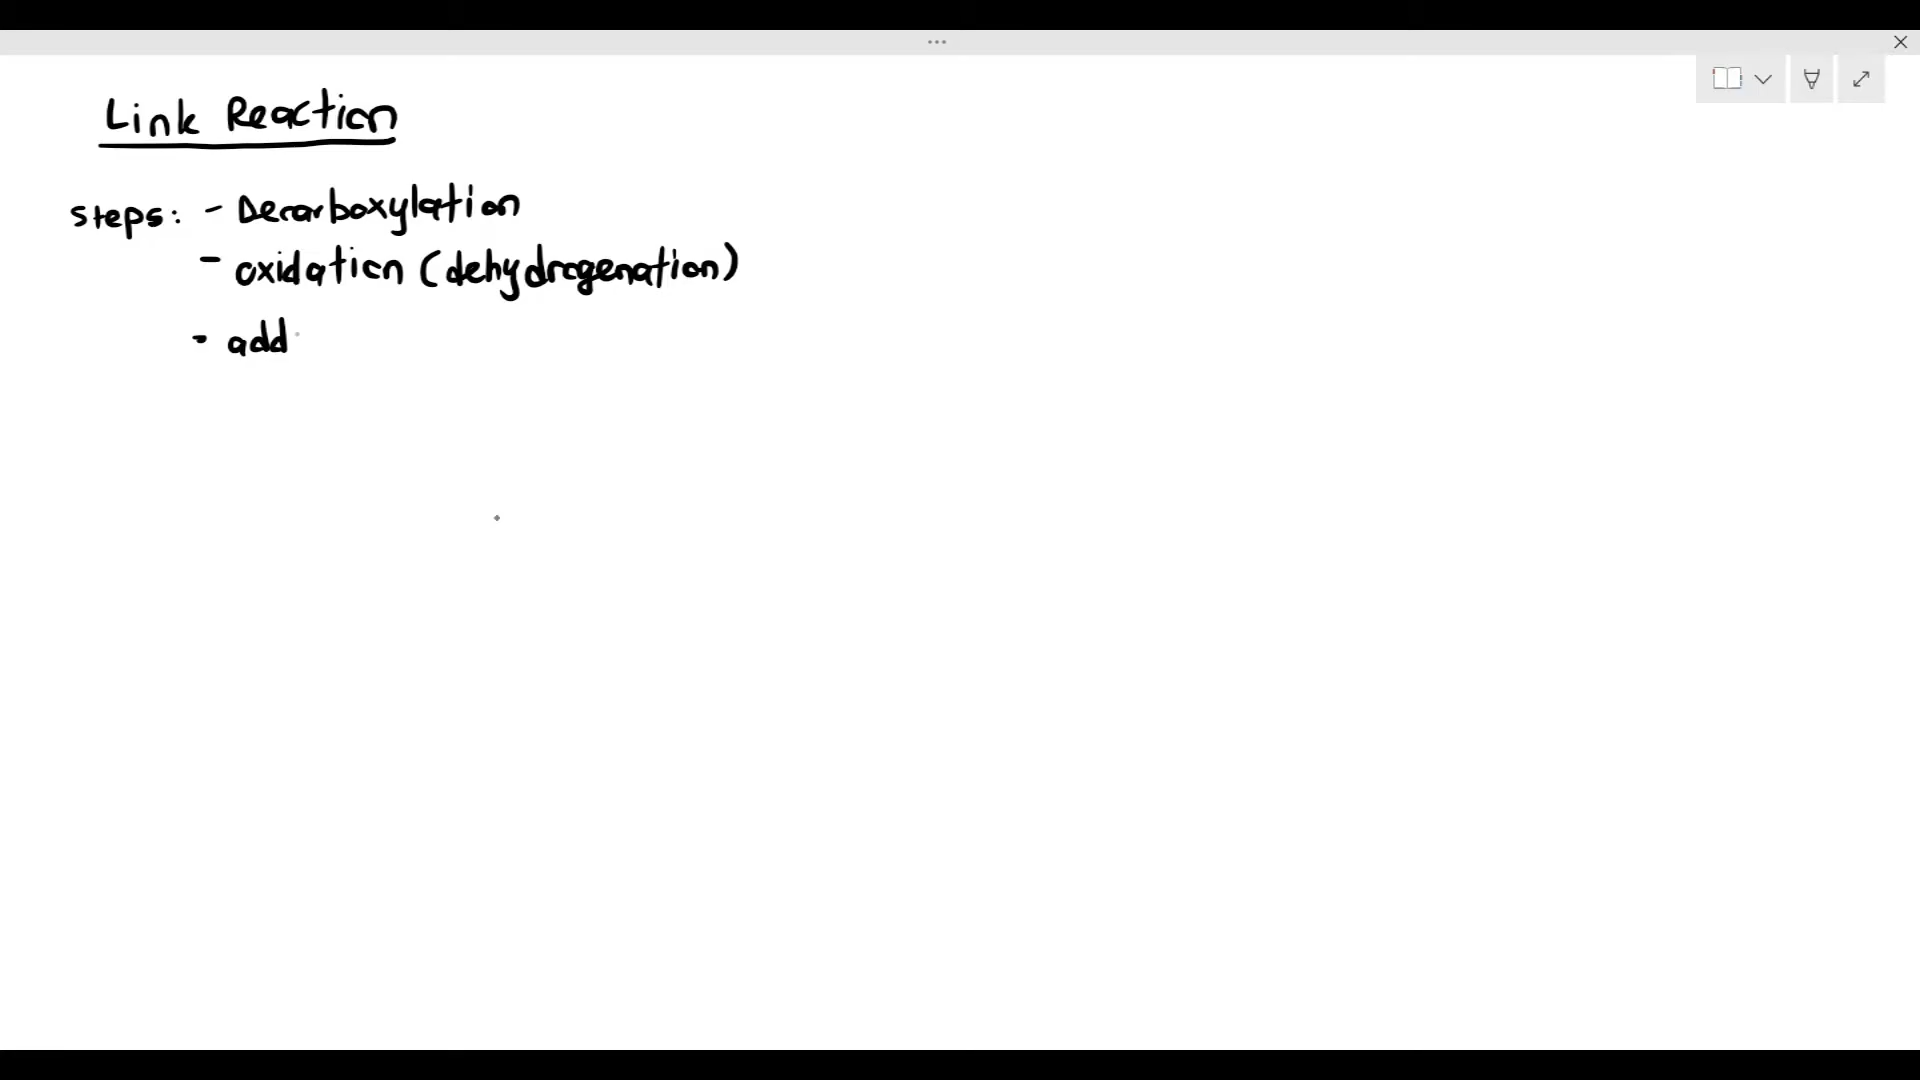 Link Reaction
steps: - Decarboxylation
- oxidation (dehydrogenation)
- add